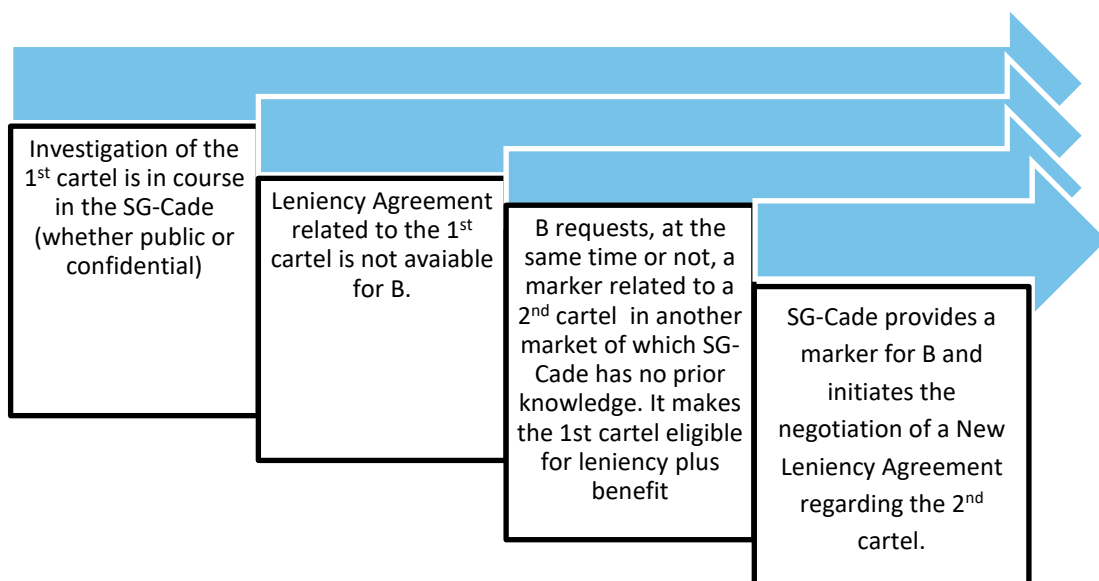 Investigation of the
1st cartel is in course
in the SG-Cade
(whether public or
confidential)
Leniency Agreement
related to the 1st
cartel is not avaiable
for B.
B requests, at the
same time or not, a
marker related to a
2nd cartel in another
market of which SG-
Cade has no prior
knowledge. It makes
the 1st cartel eligible
for leniency plus
benefit
SG-Cade provides a
marker for B and
initiates the
negotiation of a New
Leniency Agreement
regarding the 2nd
cartel.